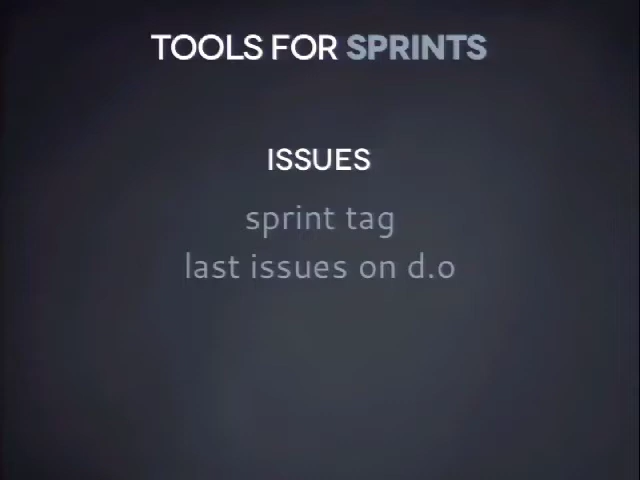 TOOLS FOR SPRINTS
ISSUES
sprint tag
last issues on d.o